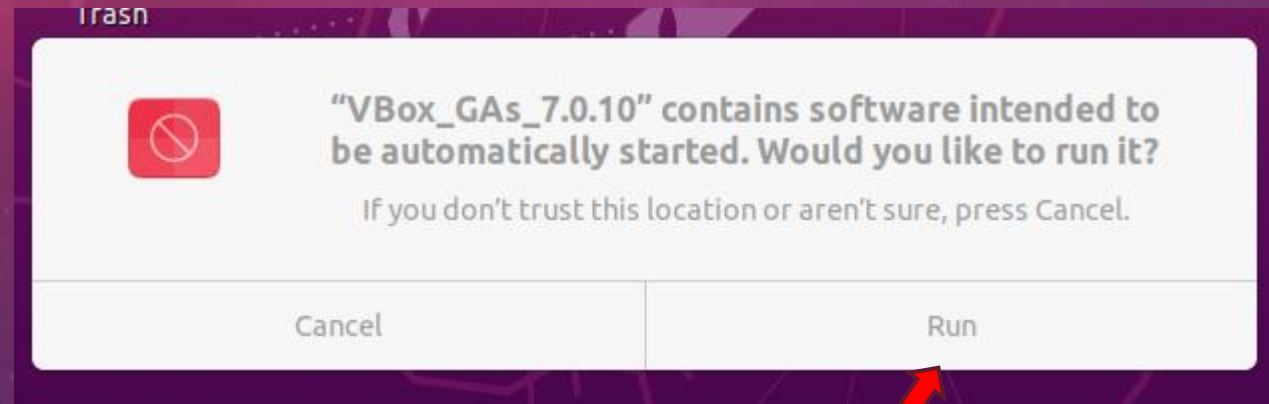 Trash
“VBox_GAs_7.0.10” contains software intended to
be automatically started. Would you like to run it?
If you don’t trust this location or aren’t sure, press Cancel.
Cancel
Run